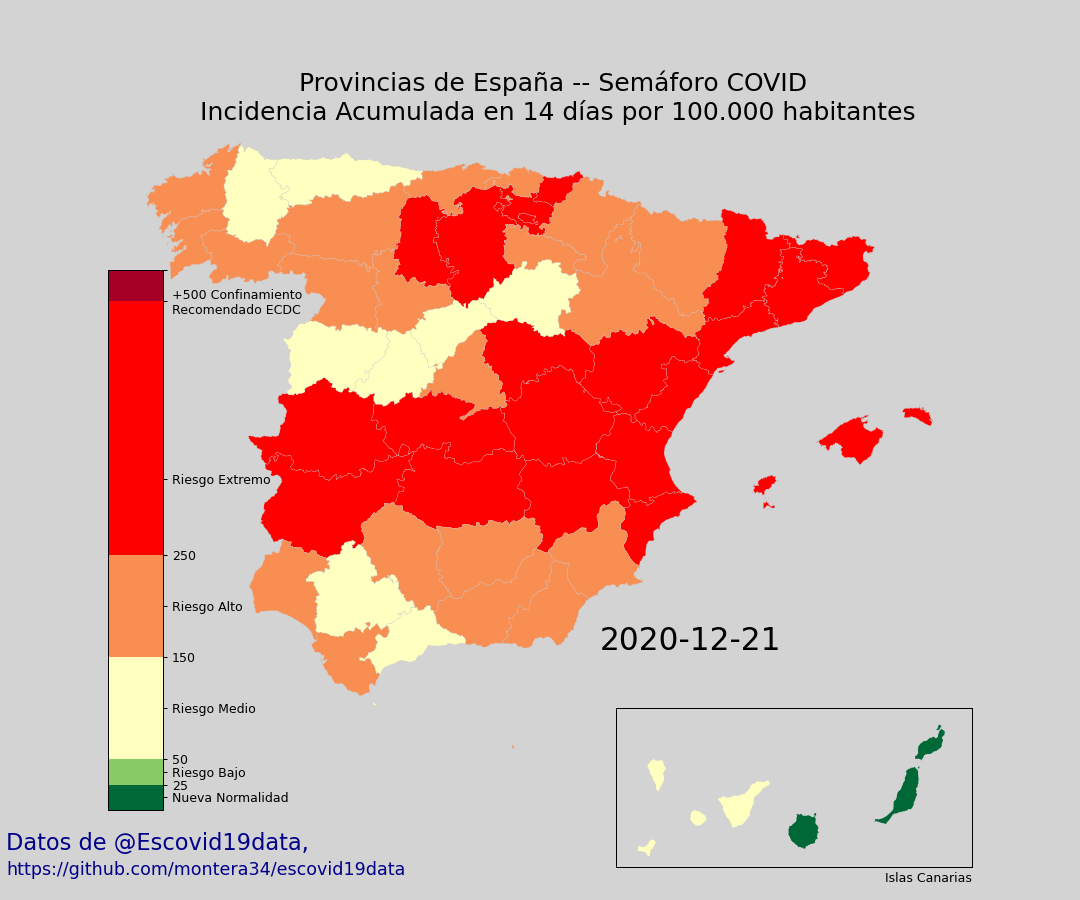 Provincias de España -- Semáforo COVID
Incidencia Acumulada en 14 días por 100.000 habitantes
+500 Confinamiento
Recomendado ECDC
Riesgo Extremo
250
Riesgo Alto
150
Riesgo Medio
50
Riesgo Bajo
25
Nueva Normalidad
2020-12-21
Islas Canarias
Datos de @Escovid19data,
https://github.com/montera34/escovid19data